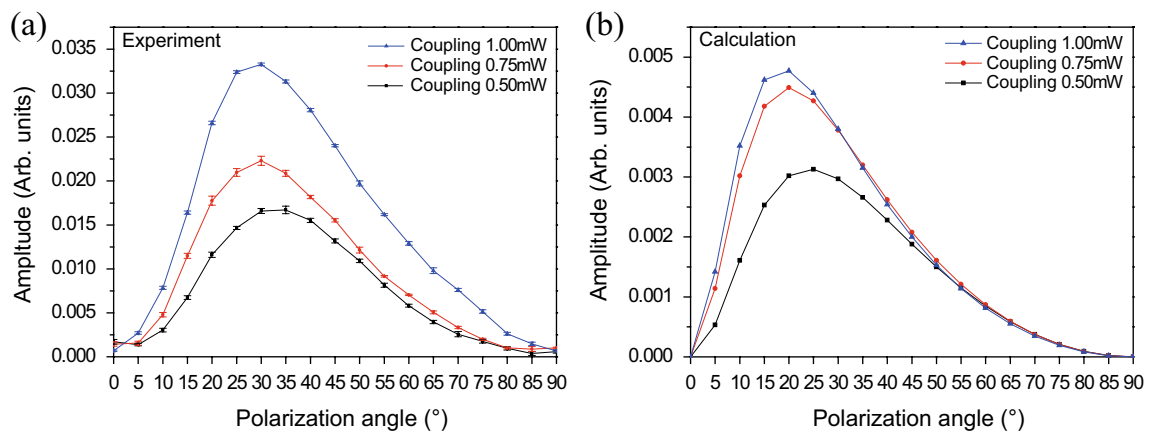 (a)
Experiment
Coupling 1.00mW
Coupling 0.75mW
Coupling 0.50mW
Amplitude (Arb. units)
0.035
0.030
0.025
0.020
0.015
0.010
0.005
0.000
0 5 10 15 20 25 30 35 40 45 50 55 60 65 70 75 80 85 90
Polarization angle (°)
(b)
Calculation
Coupling 1.00mW
Coupling 0.75mW
Coupling 0.50mW
Amplitude (Arb. units)
0.005
0.004
0.003
0.002
0.001
0.000
0 5 10 15 20 25 30 35 40 45 50 55 60 65 70 75 80 85 90
Polarization angle (°)